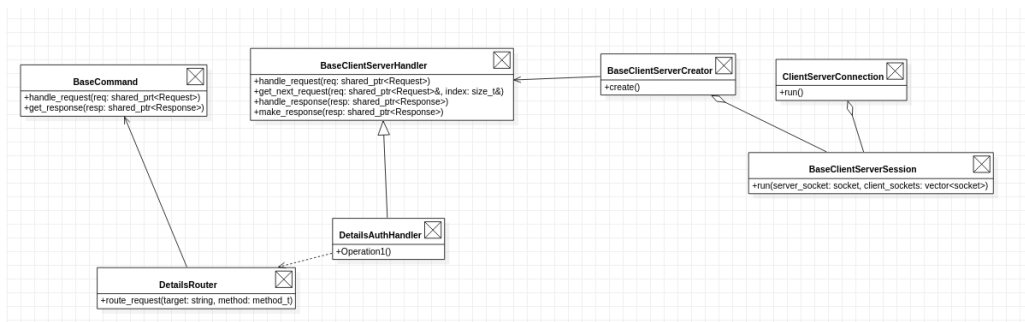 BaseCommand
+handle_request(req: shared_prt<Request>)
+get_response(resp: shared_ptr<Response>)
BaseClientServerHandler
+handle_request(req: shared_ptr<Request>)
+get_next_request(req: shared_ptr<Request>&, index: size_t&)
+handle_response(resp: shared_ptr<Response>)
+make_response(resp: shared_ptr<Response>)
BaseClientServerCreator
+create()
ClientServerConnection
+run()
BaseClientServerSession
+run(server_socket: socket, client_sockets: vector<socket>)
DetailsAuthHandler
+Operation1()
DetailsRouter
+route_request(target: string, method: method_t)